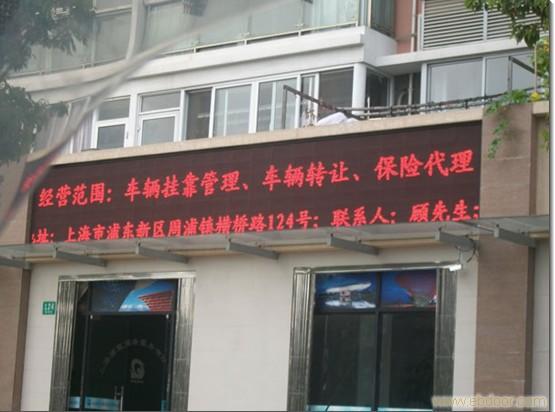 经营范围：车辆挂靠管理、车辆转让、保险代理
址：上海市浦东新区周浦镇横桥路124号；联系人：顾先生；
124
www.ebdoor.com